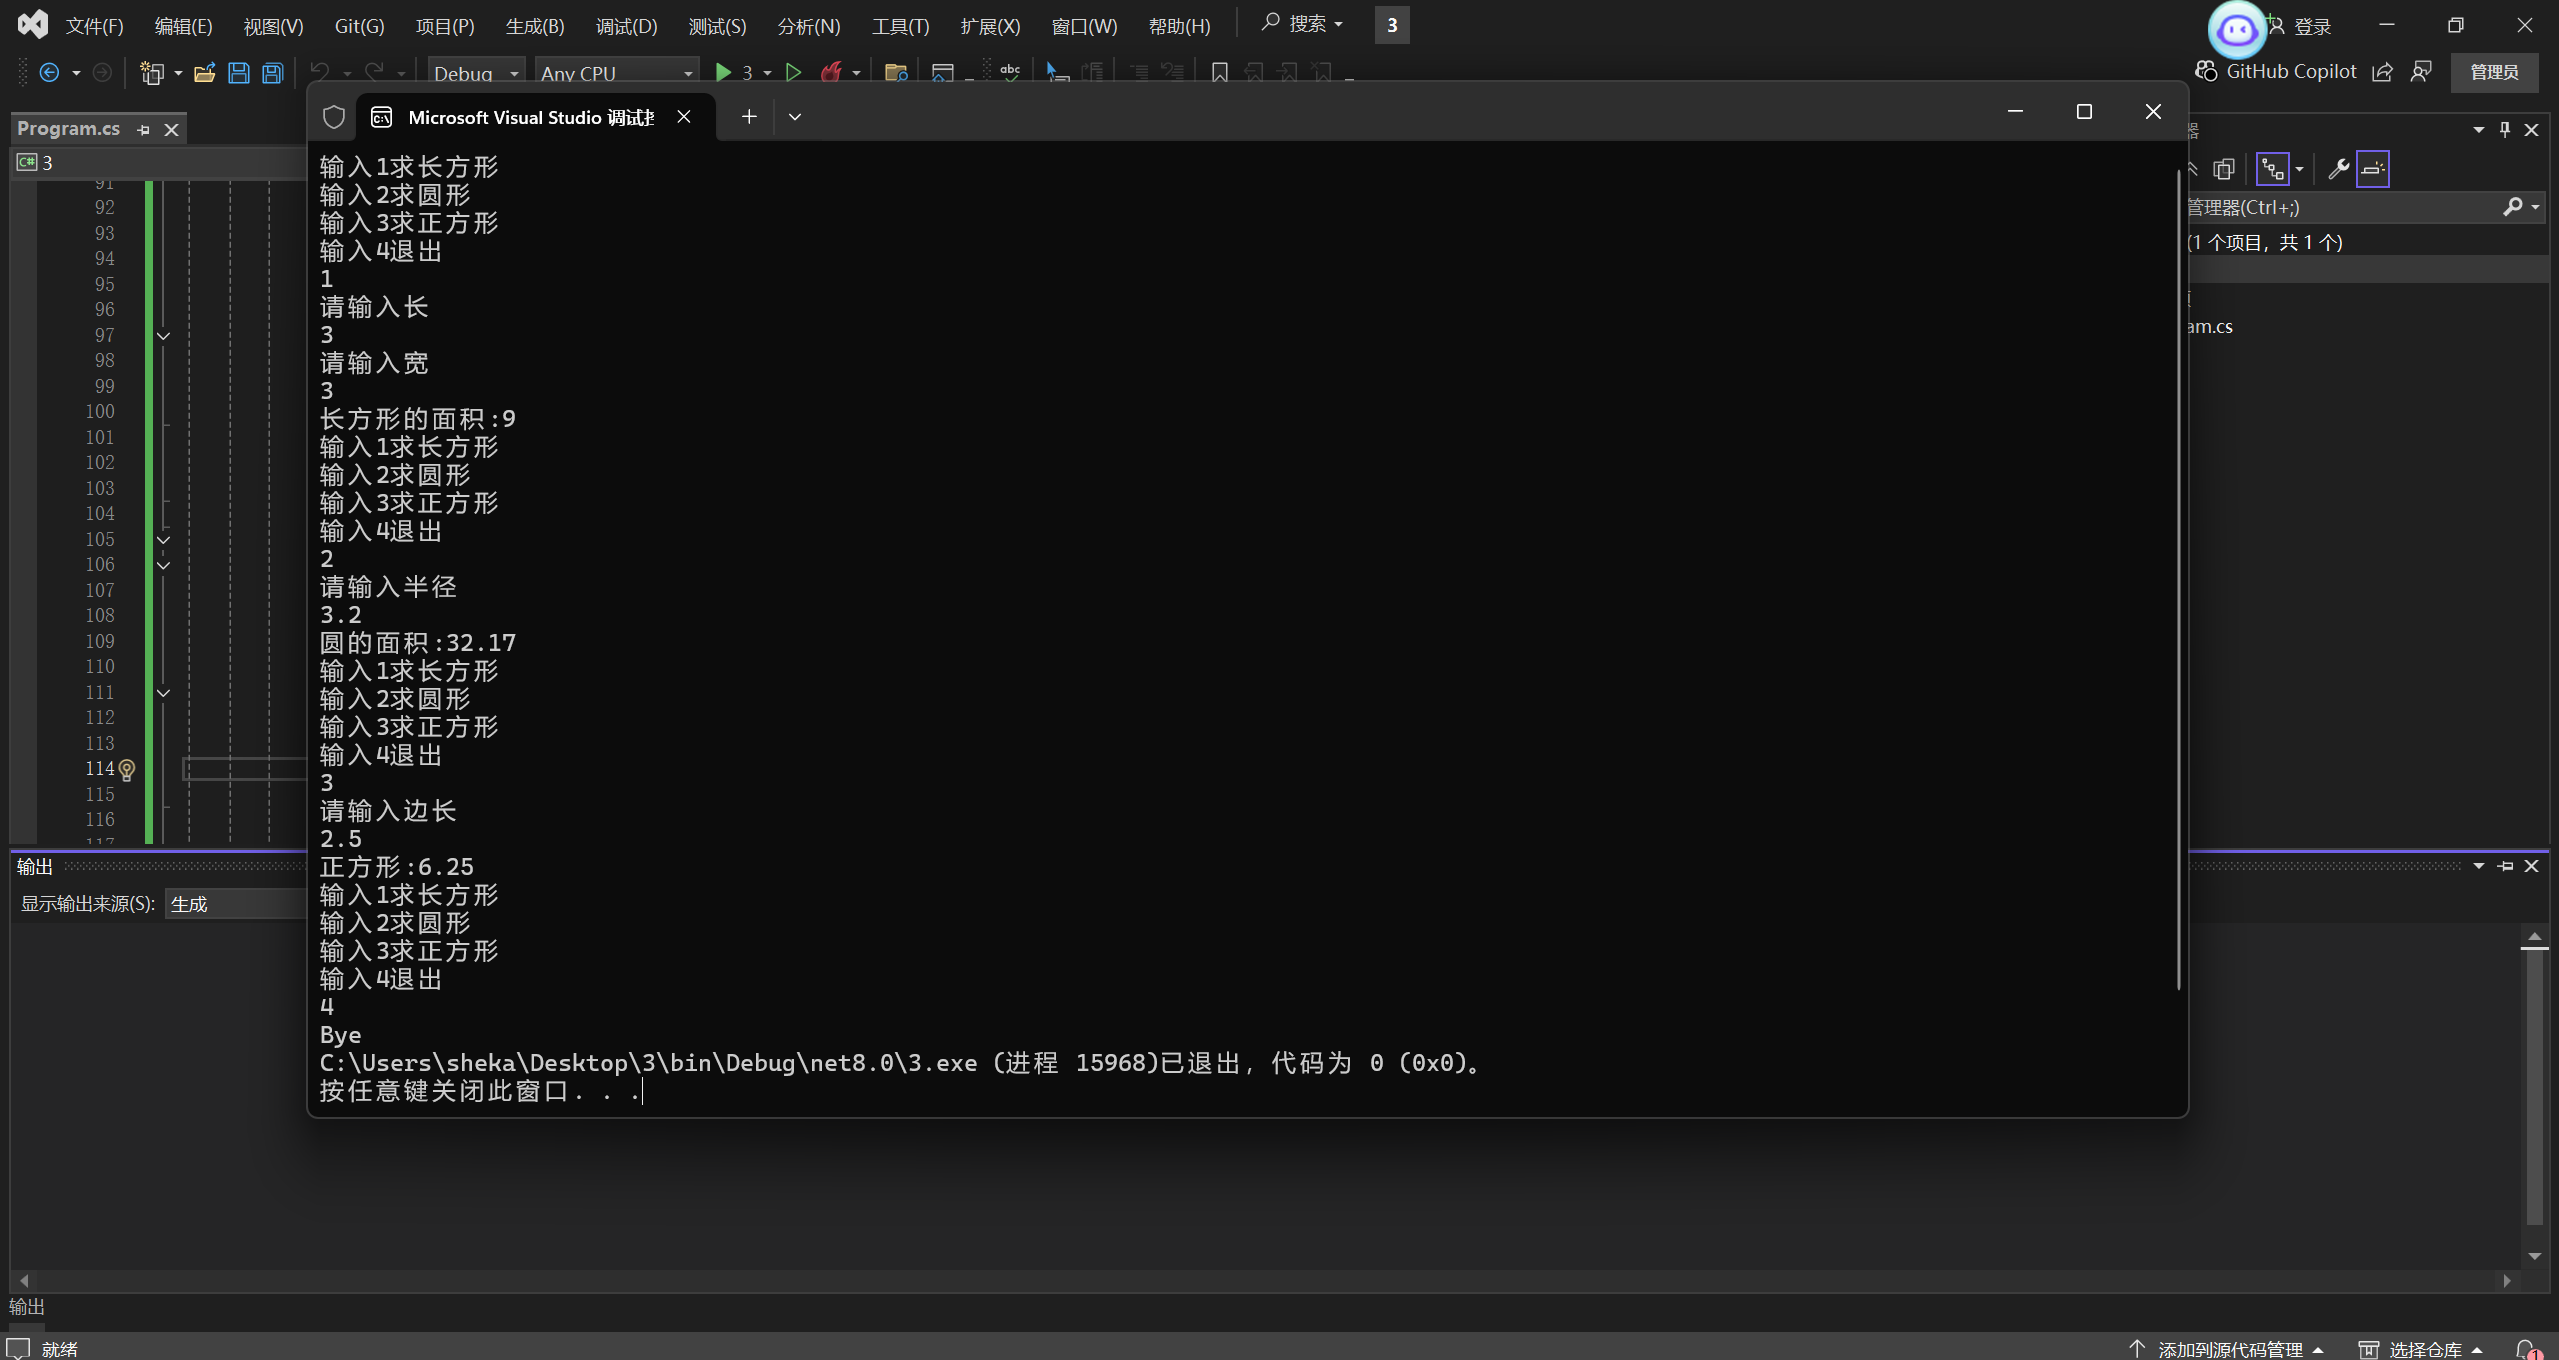 文件(F) 编辑(E) 视图(V) Git(G) 项目(P) 生成(B) 调试(D) 测试(S) 分析(N) 工具(T) 扩展(X) 窗口(W) 帮助(H) 搜索 3 登录
Debug Any CPU 3 abc GitHub Copilot 管理员
Program.cs
Microsoft Visual Studio 调试
C# 3
管理器(Ctrl+;)
(1 个项目，共 1 个)
am.cs
91
92
93
94
95
96
97
98
99
100
101
102
103
104
105
106
107
108
109
110
111
112
113
114
115
116
117
输入1求长方形
输入2求圆形
输入3求正方形
输入4退出
1
请输入长
3
请输入宽
3
长方形的面积:9
输入1求长方形
输入2求圆形
输入3求正方形
输入4退出
2
请输入半径
3.2
圆的面积:32.17
输入1求长方形
输入2求圆形
输入3求正方形
输入4退出
3
请输入边长
2.5
正方形:6.25
输入1求长方形
输入2求圆形
输入3求正方形
输入4退出
4
Bye
C:\Users\sheka\Desktop\3\bin\Debug\net8.0\3.exe (进程 15968)已退出，代码为 0 (0x0)。
按任意键关闭此窗口. . .
输出
显示输出来源(S): 生成
输出
就绪 添加到源代码管理 选择仓库 1